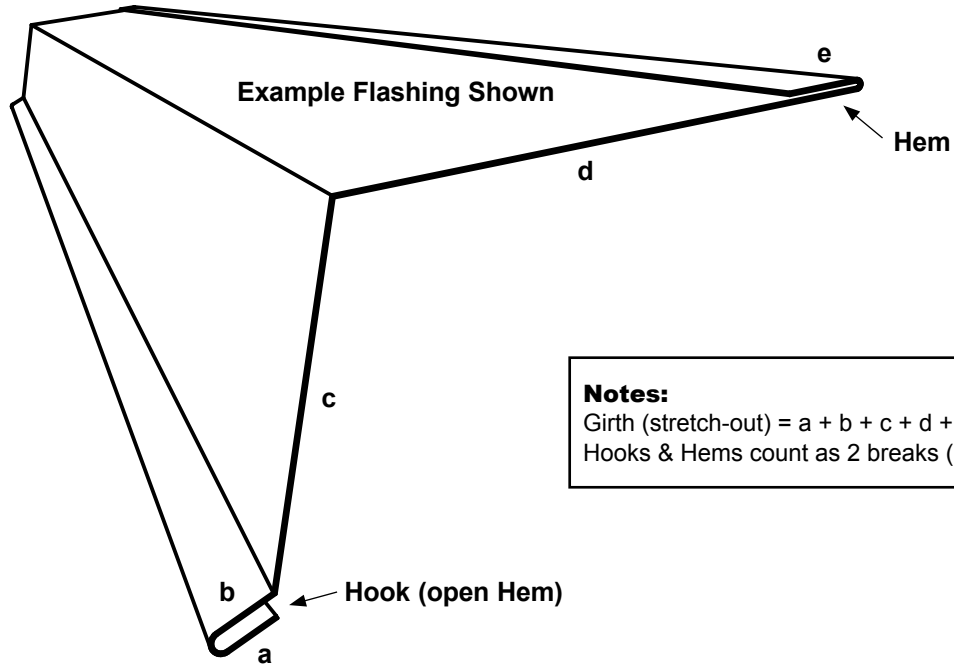 e
Example Flashing Shown
Hem
d
c
Notes:
Girth (stretch-out) = a + b + c + d +
Hooks & Hems count as 2 breaks (
b
Hook (open Hem)
a